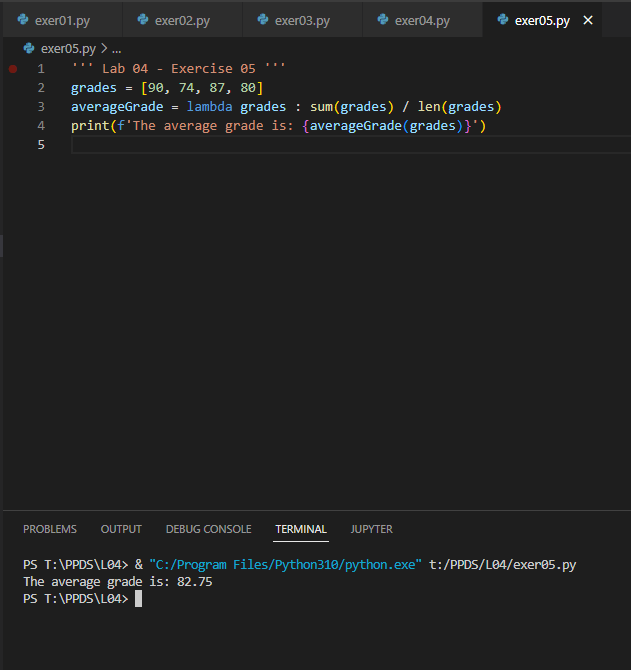 exer01.py exer02.py exer03.py exer04.py exer05.py
exer05.py > ...
1 ''' Lab 04 - Exercise 05 '''
2 grades = [90, 74, 87, 80]
3 averageGrade = lambda grades : sum(grades) / len(grades)
4 print(f'The average grade is: {averageGrade(grades)}')
5
PROBLEMS OUTPUT DEBUG CONSOLE TERMINAL JUPYTER
PS T:\PPDS\L04> & "C:/Program Files/Python310/python.exe" t:/PPDS/L04/exer05.py
The average grade is: 82.75
PS T:\PPDS\L04>